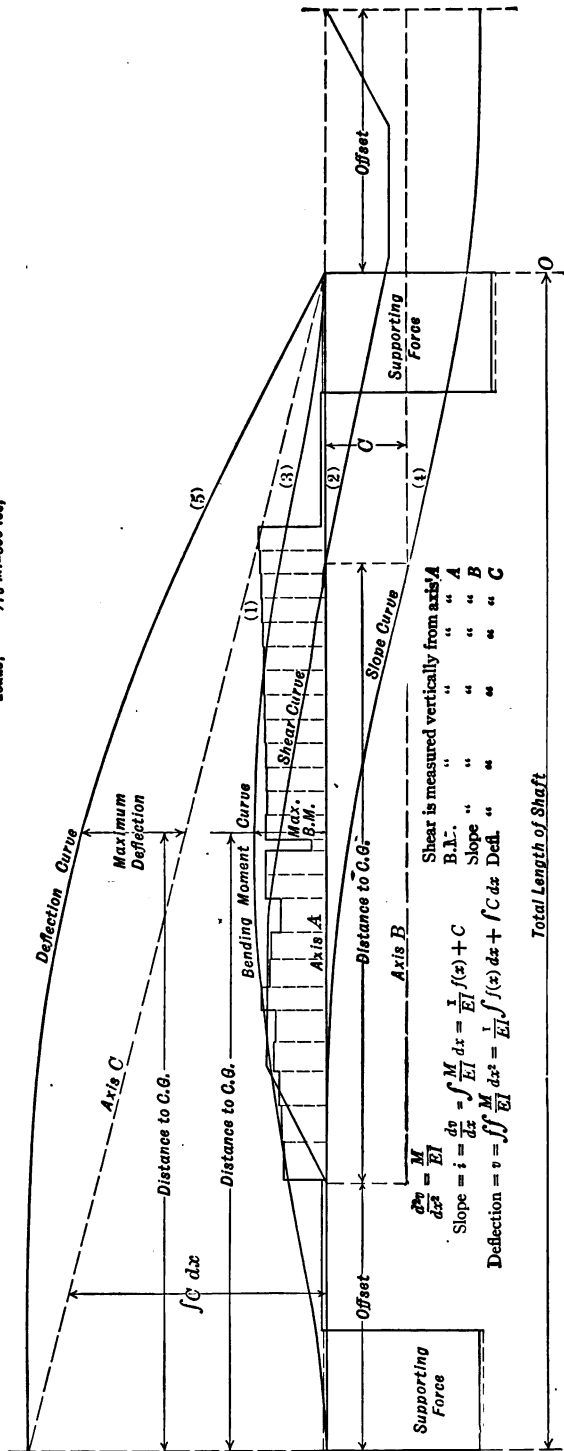 Deflection Curve
(5)
Axis C
Maximum
Deflection
Distance to C.G.
∫C dx
Distance to C.G.
Bending Moment Curve
(1)
(3)
Shear Curve
Max.
B.M.
Axis A
(2)
C
Offset
Supporting
Force
Offset
Distance to C.G.
Axis B
Slope Curve
(4)
Supporting
Force
O
d²v/dx² = M/EI
Slope = i = dv/dx = ∫ M/EI dx = 1/EI f(x) + C
Deflection = v = ∫∫ M/EI dx² = 1/EI ∫ f(x) dx + ∫ C dx
Shear is measured vertically from axis A
B.M. " " " " A
Slope " " " " B
Defl. " " " " C
Total Length of Shaft